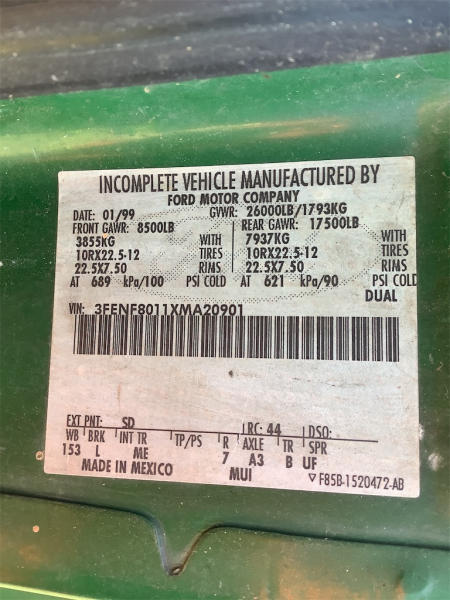 INCOMPLETE VEHICLE MANUFACTURED BY
FORD MOTOR COMPANY
DATE: 01/99 GVWR: 26000LB/1793KG
FRONT GAWR: 8500LB REAR GAWR: 17500LB
3855KG WITH 7937KG WITH
10RX22.5-12 TIRES 10RX22.5-12 TIRES
22.5X7.50 RIMS 22.5X7.50 RIMS
AT 689 kPa/100 PSI COLD AT 621 kPa/90 PSI COLD
DUAL
VIN: 3FENF8011XMA20901
EXT PNT: SD RC: 44 DSO:
WB BRK INT TR TP/PS R AXLE TR SPR
153 L ME 7 A3 B UF
MADE IN MEXICO MUI ▽F85B-1520472-AB